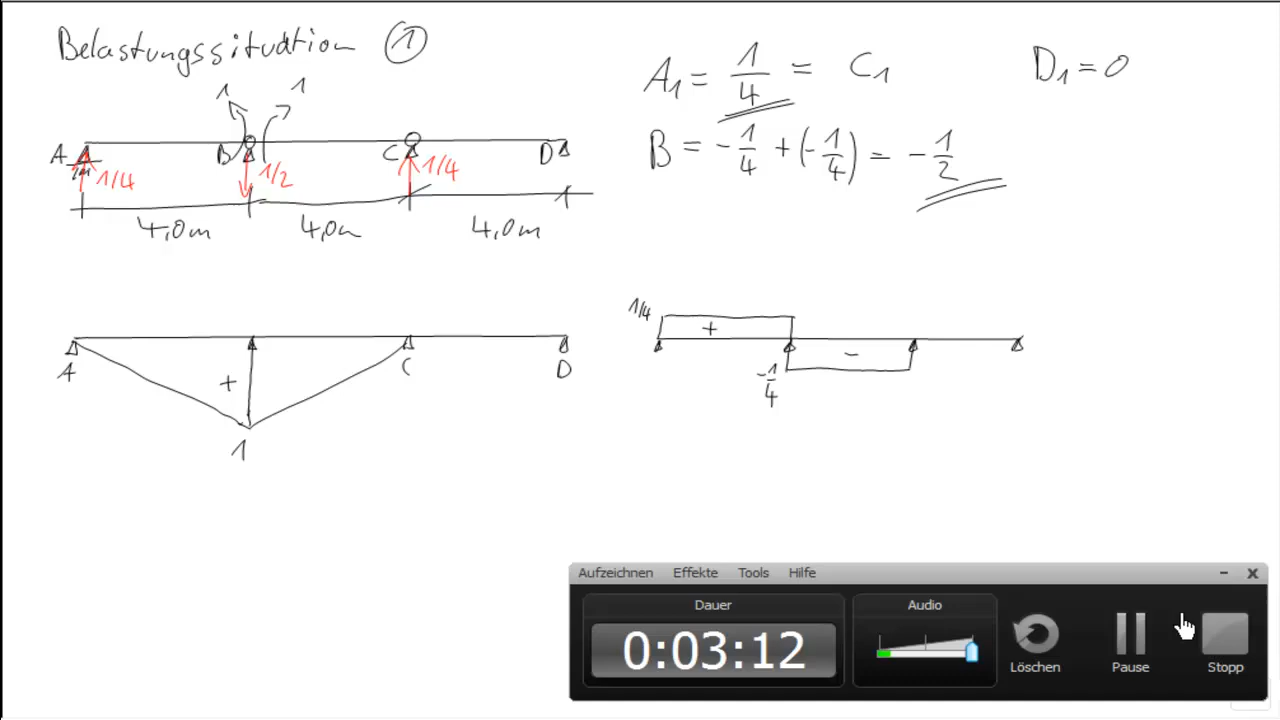 Belastungssituation 1
A1 = 1/4 = C1 D1 = 0
B = -1/4 + (-1/4) = -1/2
1 1
A B C D
1/4 1/2 1/4
4,0m 4,0m 4,0m
A C D
+
1
1/4
+ -
-1/4
Aufzeichnen Effekte Tools Hilfe
Dauer
0:03:12
Audio
Löschen
Pause
Stopp